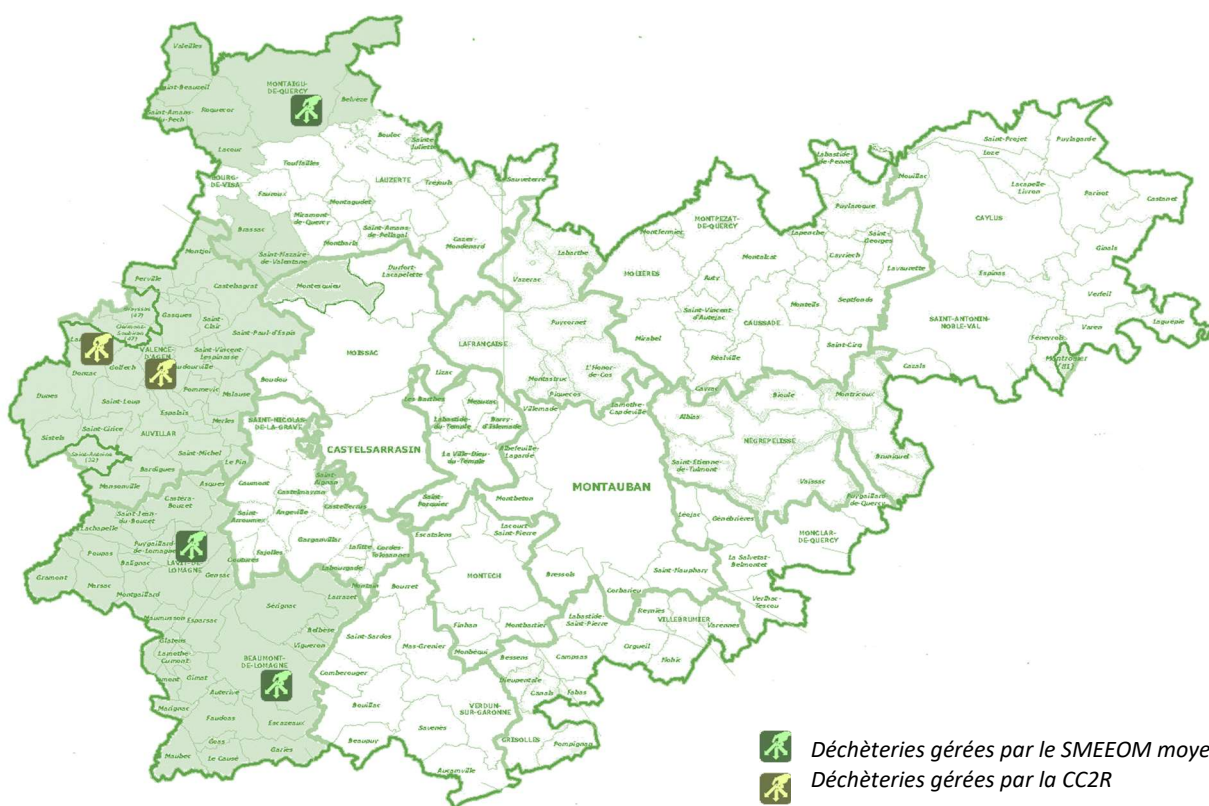 Valeilles
MONTAIGU-
DE-QUERCY
Saint-Beauzeil
Belvèze
Saint-Amans-
du-Pech
Roquecor
Bouloc
Sainte-
Juliette
Lacour
Touffailles
BOURG-
DE-VISA
LAUZERTE
Tréjouls
Sauveterre
Fauroux
Montagudet
Miramont-
de-Quercy
Saint-Amans-
de-Pellagal
Montbarla
Cazes-
Mondenard
Brassac
Saint-Nazaire-
de-Valentane
Montjoi
Durfort-
Lacapelette
Montesquieu
Perville
Castelsagrat
Gasques
Saint-
Clair
Saint-Paul-d'Espis
VALENCE-
D'AGEN
Saint-Vincent-
Lespinasse
Goudourville
Golfech
Donzac
Pommevic
Malause
Dunes
Saint-Loup
Espalais
Saint-Cirice
AUVILLAR
Merles
Sistels
Saint-Michel
Le Pin
Bardigues
Mansonville
Asques
Labarthe
Vazerac
Puycornet
LAFRANÇAISE
L'Honor-
de-Cos
Montastruc
Piquecos
MOISSAC
Boudou
Lizac
Les Barthes
Meauzac
Labastide-
du-Temple
Barry-
d'Islemade
La Ville-Dieu-
du-Temple
Villemade
Lamothe-
Capdeville
Albefeuille-
Lagarde
SAINT-NICOLAS-
DE-LA-GRAVE
CASTELSARRASIN
Caumont
Castelmayran
Saint-
Aignan
Castelferrus
Saint-
Arroumex
Angeville
Garganvillar
Fajolles
Lafitte
Cordes-
Tolosannes
Coutures
Labourgade
Saint-
Porquier
Montbeton
MONTAUBAN
Escatalens
Lacourt-
Saint-Pierre
MONTECH
Bressols
Finhan
Montbartier
Monbéqui
Labastide-de-Penne
Mouillac
Puylaroque
MONTPEZAT-
DE-QUERCY
Montfermier
Lapenche
Saint-
Georges
Cayriech
Lavaurette
Montalzat
MOLIÈRES
Auty
Monteils
Septfonds
Saint-Vincent-
d'Autejac
CAUSSADE
Mirabel
Réalville
Saint-Cirq
Cayrac
Saint-Projet
Puylagarde
Loze
Lacapelle-
Livron
Parisot
Castanet
CAYLUS
Ginals
Espinas
Verfeil
SAINT-ANTONIN-
NOBLE-VAL
Varen
Laguépie
Féneyrols
Cazals
Albias
Bioule
Montricoux
NÈGREPELISSE
Saint-Étienne-
de-Tulmont
Vaïssac
Bruniquel
Puygaillard-
de-Quercy
Léojac
Génébrières
MONCLAR-
DE-QUERCY
La Salvetat-
Belmontet
Saint-Nauphary
Verlhac-
Tescou
Corbarieu
Reyniès
VILLEBRUMIER
Varennes
Orgueil
Nohic
Labastide-
Saint-Pierre
Bessens
Campsas
Dieupentale
Canals
Fabas
GRISOLLES
Pompignan
Castéra-
Bouzet
Saint-Jean-
du-Bouzet
Lachapelle
Puygaillard-
de-Lomagne
Poupas
Balignac
LAVIT-DE-
LOMAGNE
Gensac
Gramont
Marsac
Montgaillard
Maumusson
Esparsac
Sérignac
Larrazet
Montaïn
Bourret
Belbèse
Vigueron
Glatens
Lamothe-
Cumont
BEAUMONT-
DE-LOMAGNE
Gimat
Auterive
Marignac
Faudoas
Escazeaux
Goas
Maubec
Le Causé
Gariès
Saint-Sardos
Mas-Grenier
Comberouger
Bouillac
VERDUN-
SUR-GARONNE
Savenès
Beaupuy
Aucamville
Déchèteries gérées par le SMEEOM moye
Déchèteries gérées par la CC2R